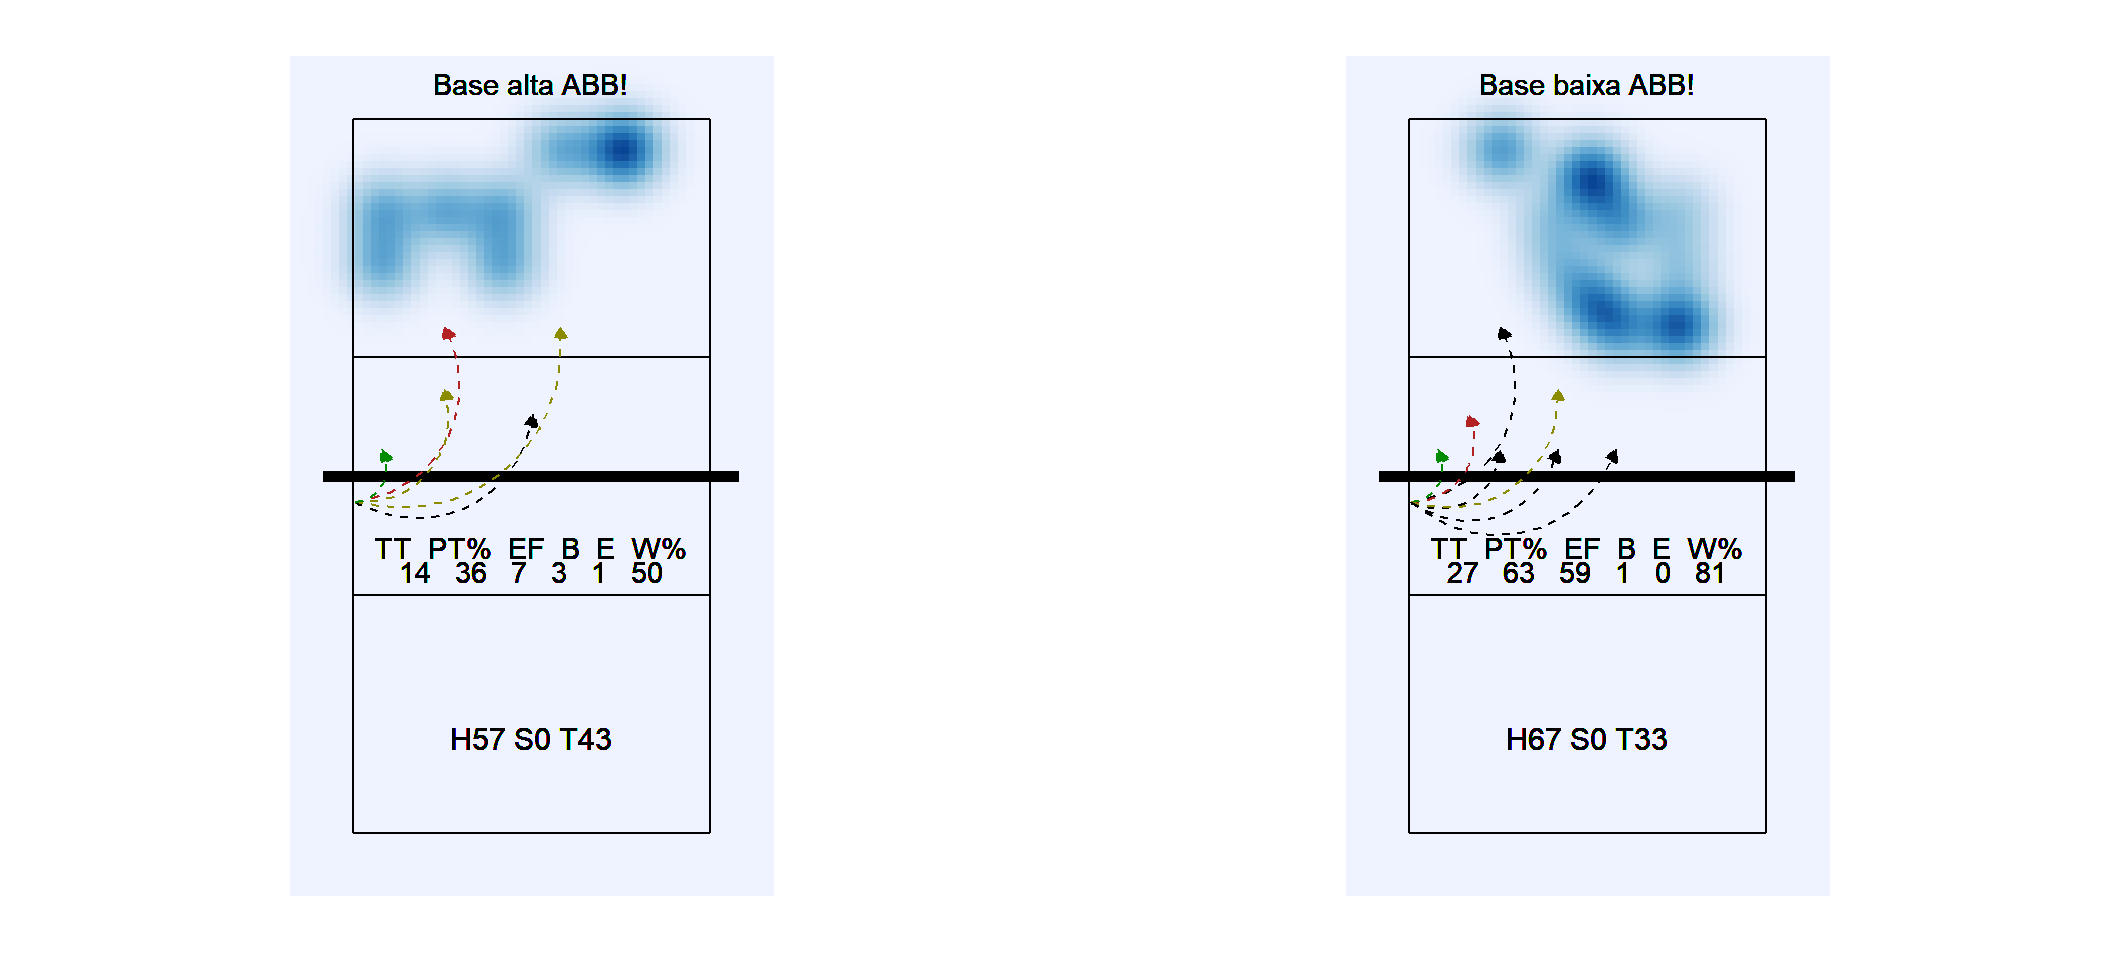 Base alta ABB!
TT PT% EF B E W%
14 36 7 3 1 50
H57 S0 T43
Base baixa ABB!
TT PT% EF B E W%
27 63 59 1 0 81
H67 S0 T33